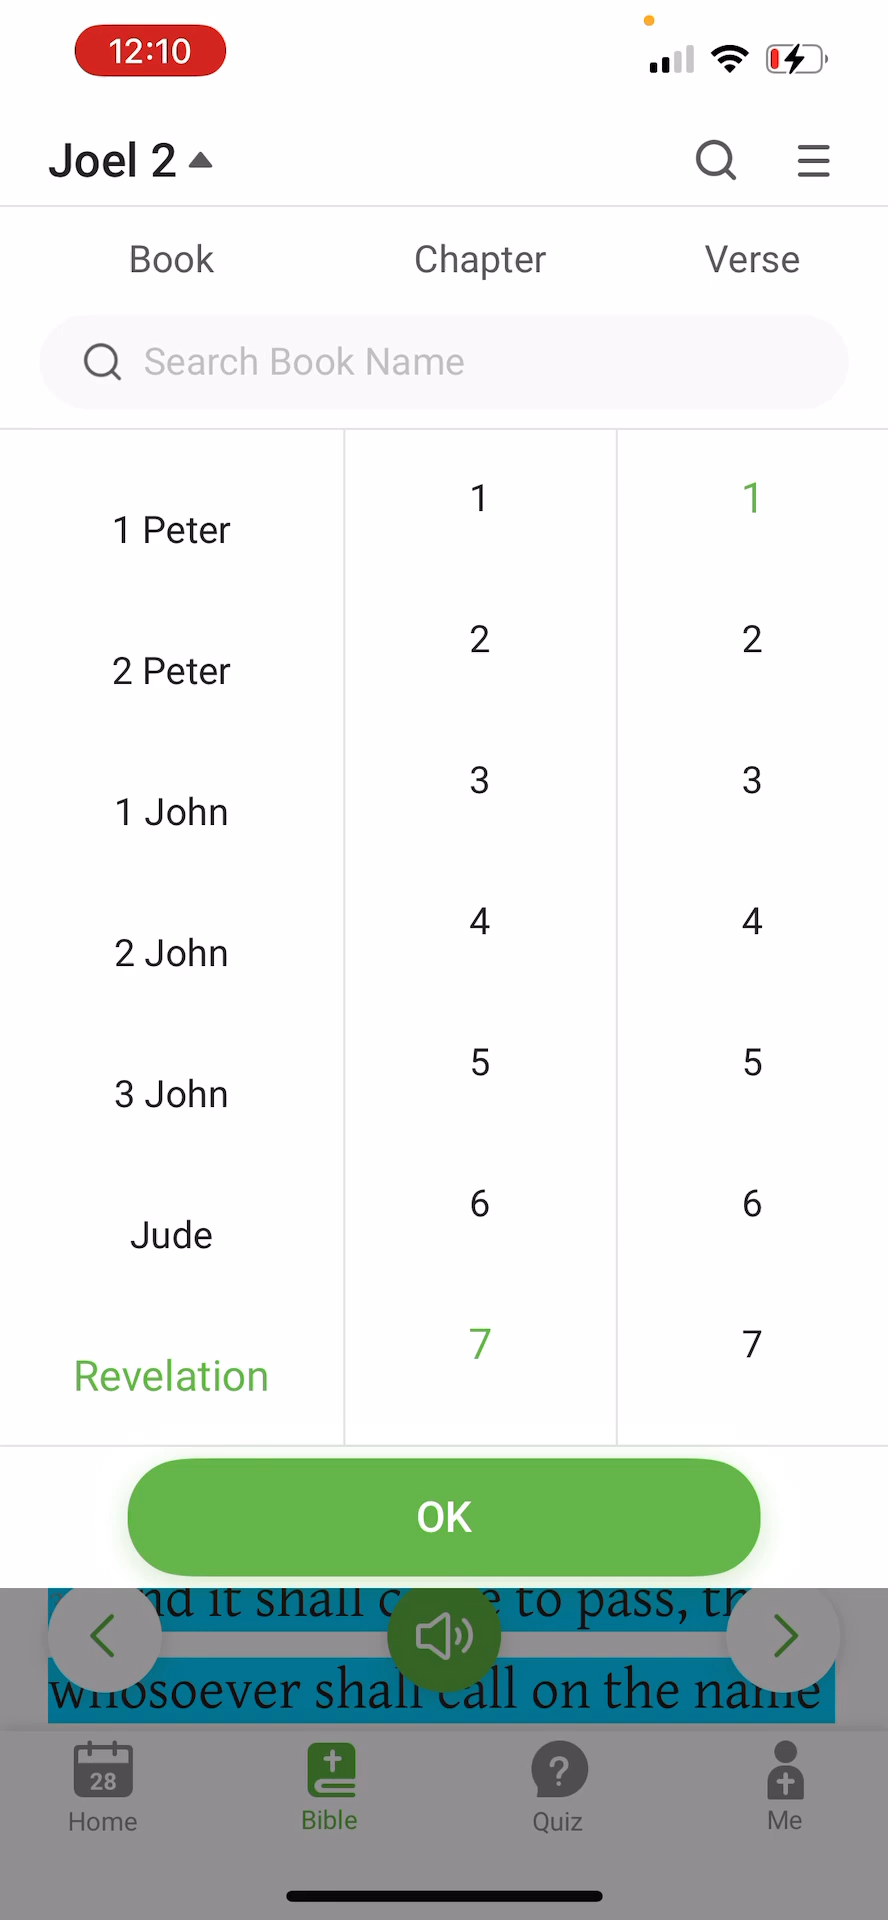 12:10
Joel 2
Book Chapter Verse
Search Book Name
1 Peter 1 1
2 Peter 2 2
1 John 3 3
2 John 4 4
3 John 5 5
Jude 6 6
Revelation 7 7
OK
it shall to pass,
whosoever shall call on the name
28
Home Bible Quiz Me